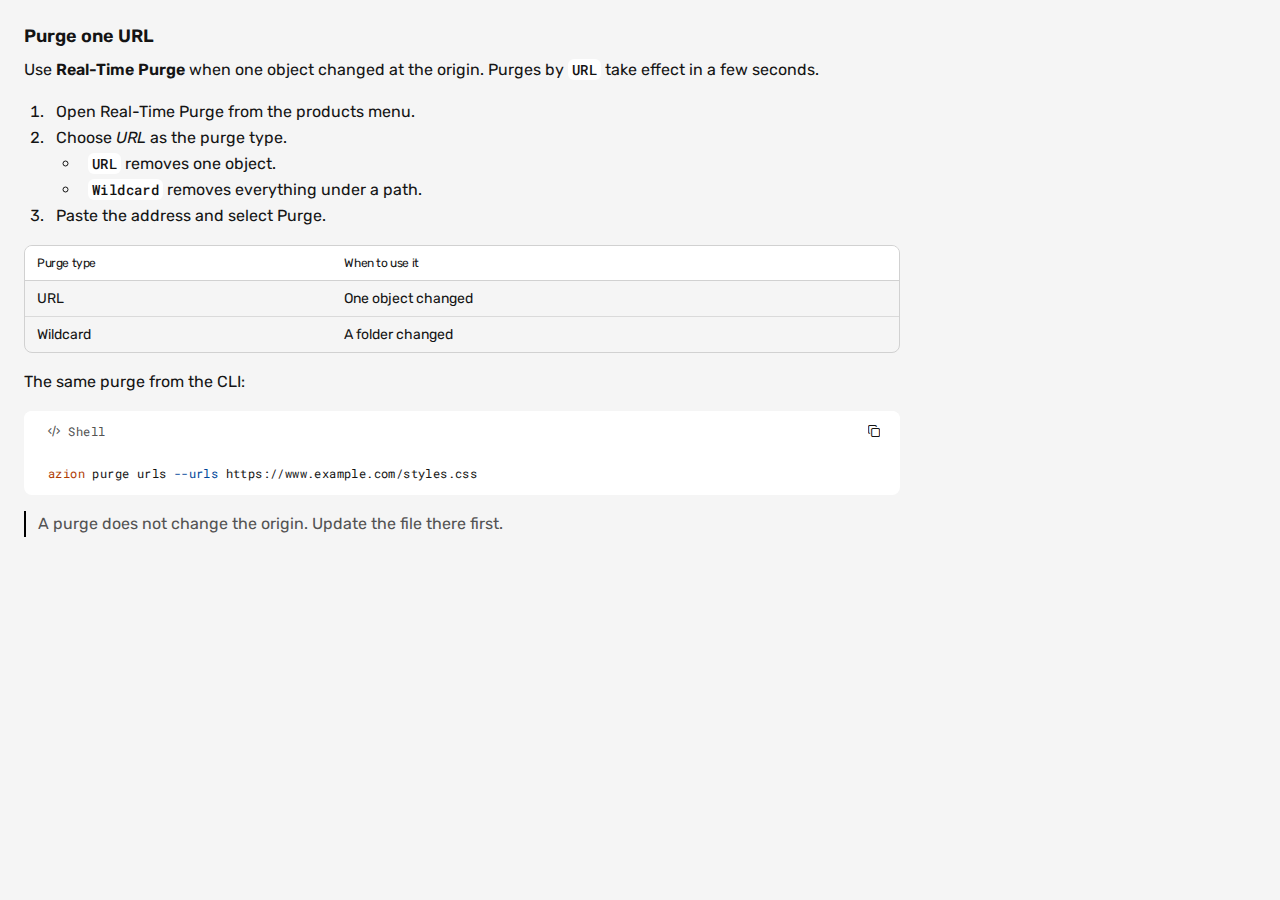 Purge one URL
Use Real-Time Purge when one object changed at the origin. Purges by URL take effect in a few seconds.
1. Open Real-Time Purge from the products menu.
2. Choose URL as the purge type.
◦ URL removes one object.
◦ Wildcard removes everything under a path.
3. Paste the address and select Purge.
Purge type When to use it
URL One object changed
Wildcard A folder changed
The same purge from the CLI:
</> Shell
azion purge urls --urls https://www.example.com/styles.css
A purge does not change the origin. Update the file there first.